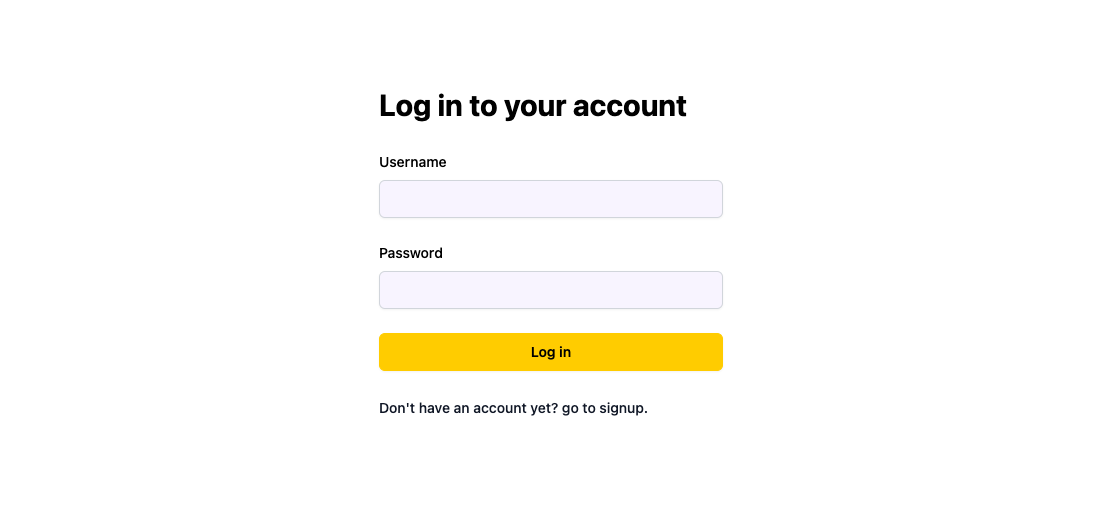 Log in to your account
Username
Password
Log in
Don't have an account yet? go to signup.